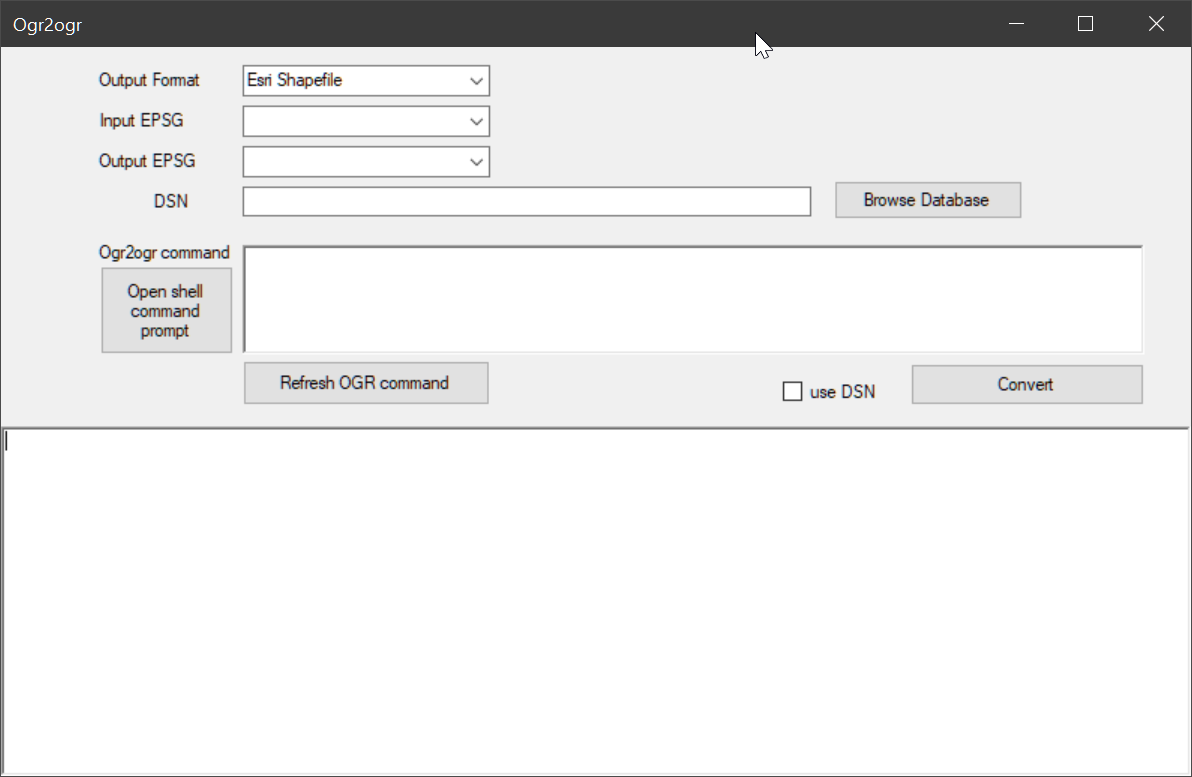 Ogr2ogr
Output Format
Esri Shapefile
Input EPSG
Output EPSG
DSN
Browse Database
Ogr2ogr command
Open shell
command
prompt
Refresh OGR command
use DSN
Convert